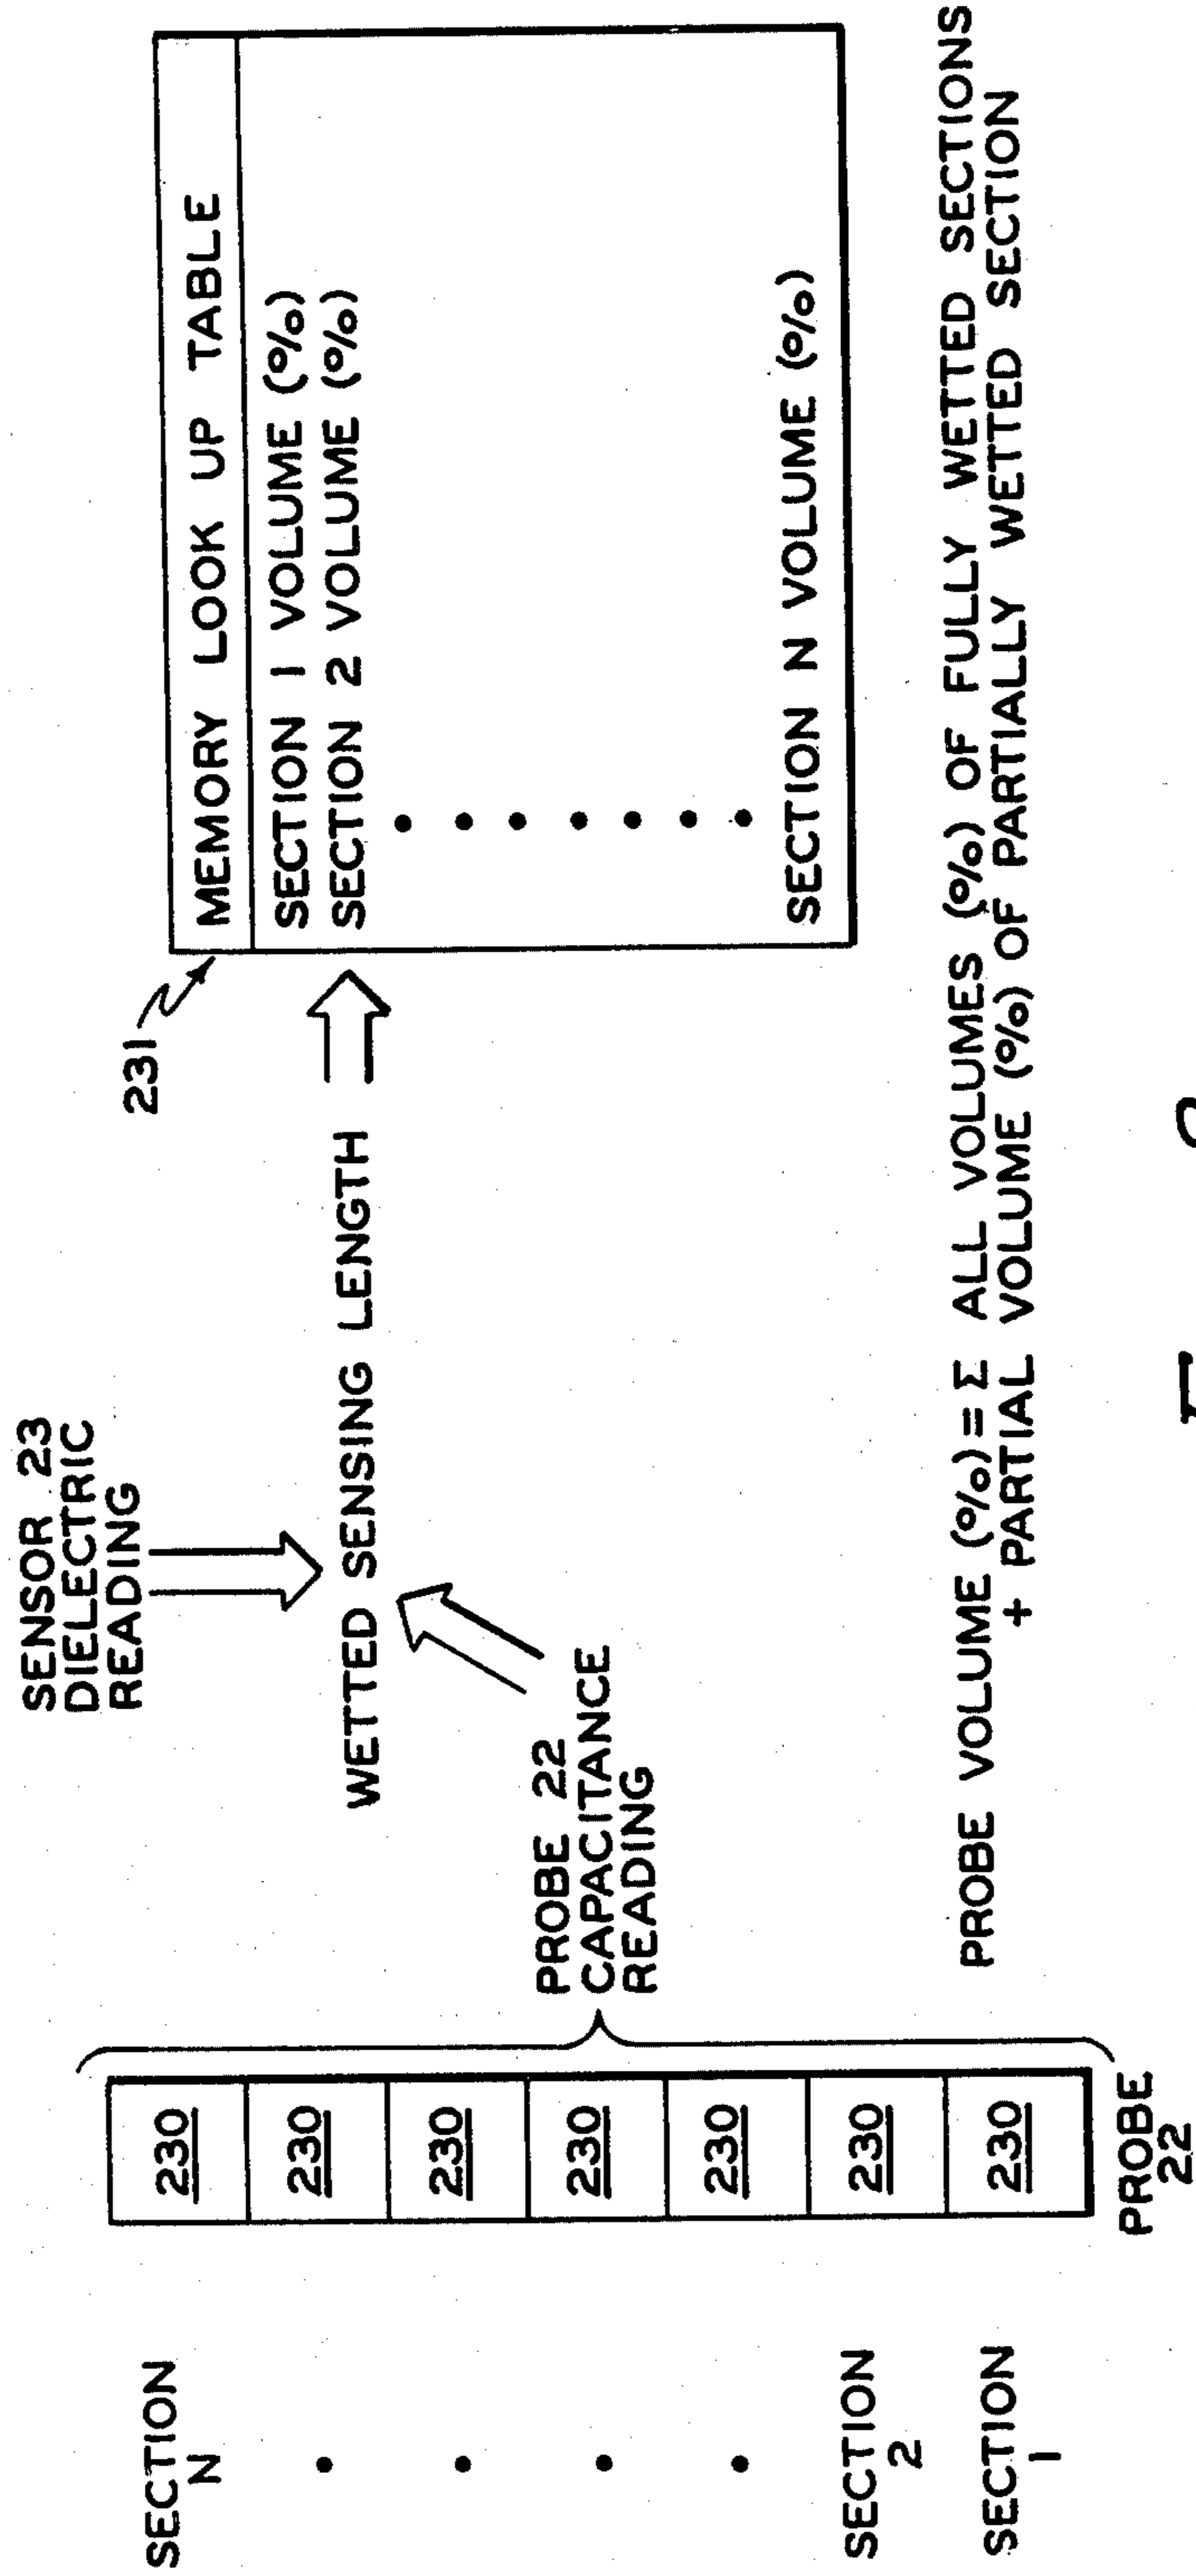 SECTION
N
SECTION
2
SECTION
1
230
230
230
230
230
230
230
PROBE
22
PROBE 22
CAPACITANCE
READING
SENSOR 23
DIELECTRIC
READING
WETTED SENSING LENGTH
231
MEMORY LOOK UP TABLE
SECTION 1 VOLUME (%)
SECTION 2 VOLUME (%)
SECTION N VOLUME (%)
PROBE VOLUME (%) = Σ ALL VOLUMES (%) OF FULLY WETTED SECTIONS
+ PARTIAL VOLUME (%) OF PARTIALLY WETTED SECTION